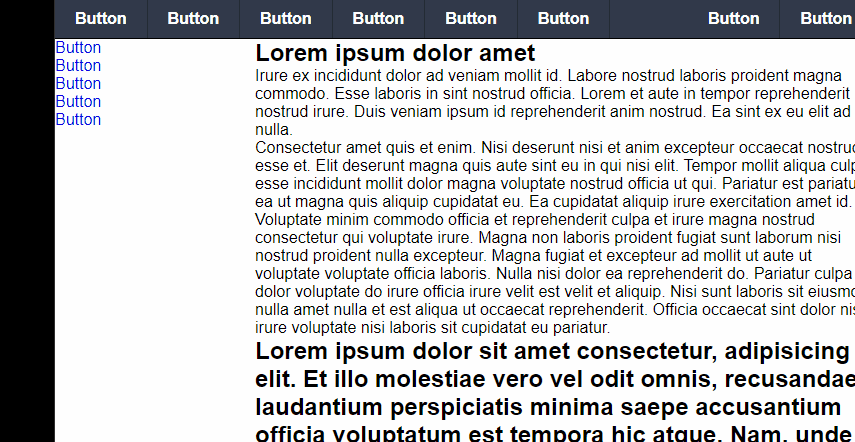 Button Button Button Button Button Button Button Button
Button
Button
Button
Button
Button
Lorem ipsum dolor amet
Irure ex incididunt dolor ad veniam mollit id. Labore nostrud laboris proident magna
commodo. Esse laboris in sint nostrud officia. Lorem et aute in tempor reprehenderit
nostrud irure. Duis veniam ipsum id reprehenderit anim nostrud. Ea sint ex eu elit ad
nulla.
Consectetur amet quis et enim. Nisi deserunt nisi et anim excepteur occaecat nostrud
esse et. Elit deserunt magna quis aute sint eu in qui nisi elit. Tempor mollit aliqua culp
esse incididunt mollit dolor magna voluptate nostrud officia ut qui. Pariatur est pariatu
ea ut magna quis aliquip cupidatat eu. Ea cupidatat aliquip irure exercitation amet id.
Voluptate minim commodo officia et reprehenderit culpa et irure magna nostrud
consectetur qui voluptate irure. Magna non laboris proident fugiat sunt laborum nisi
nostrud proident nulla excepteur. Magna fugiat et excepteur ad mollit ut aute ut
voluptate voluptate officia laboris. Nulla nisi dolor ea reprehenderit do. Pariatur culpa
dolor voluptate do irure officia irure velit est velit et aliquip. Nisi sunt laboris sit eiusmo
nulla amet nulla et est aliqua ut occaecat reprehenderit. Officia occaecat sint dolor nis
irure voluptate nisi laboris sit cupidatat eu pariatur.
Lorem ipsum dolor sit amet consectetur, adipisicing
elit. Et illo molestiae vero vel odit omnis, recusandae
laudantium perspiciatis minima saepe accusantium
officia voluptatum est tempora hic atque. Nam, unde